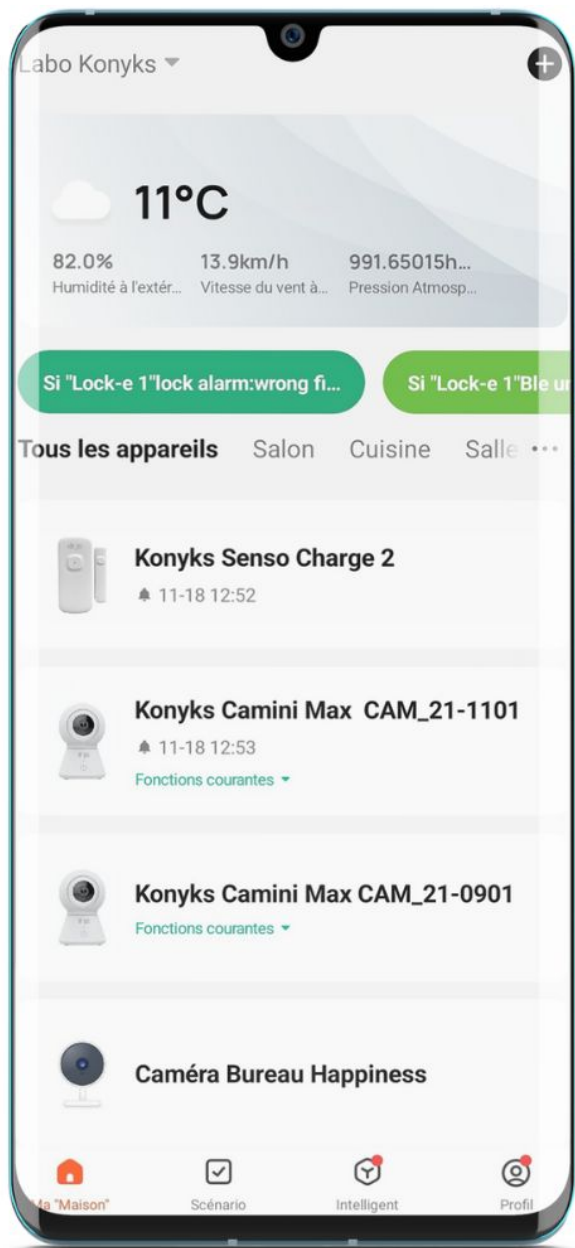 Labo Konyks
11°C
82.0% 13.9km/h 991.65015h...
Humidité à l'extér... Vitesse du vent à... Pression Atmosp...
Si "Lock-e 1"lock alarm:wrong fi... Si "Lock-e 1"Ble
Tous les appareils Salon Cuisine Salle ...
Konyks Senso Charge 2
11-18 12:52
Konyks Camini Max CAM_21-1101
11-18 12:53
Fonctions courantes
Konyks Camini Max CAM_21-0901
Fonctions courantes
Caméra Bureau Happiness
Ma "Maison" Scénario Intelligent Profil